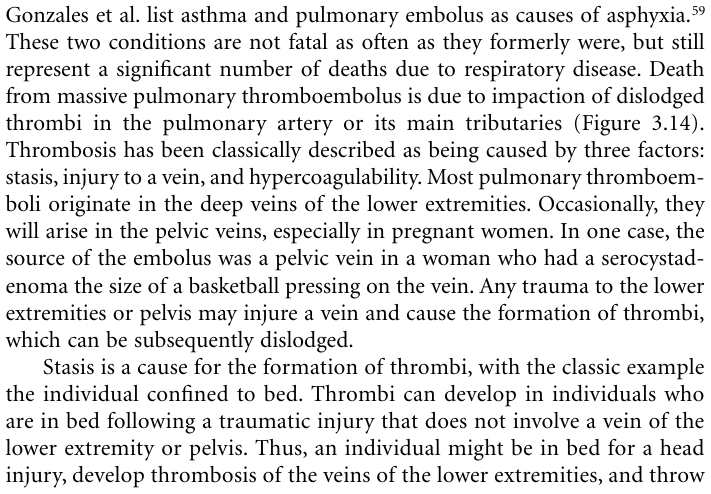 Gonzales et al. list asthma and pulmonary embolus as causes of asphyxia.⁵⁹
These two conditions are not fatal as often as they formerly were, but still
represent a significant number of deaths due to respiratory disease. Death
from massive pulmonary thromboembolus is due to impaction of dislodged
thrombi in the pulmonary artery or its main tributaries (Figure 3.14).
Thrombosis has been classically described as being caused by three factors:
stasis, injury to a vein, and hypercoagulability. Most pulmonary thromboem-
boli originate in the deep veins of the lower extremities. Occasionally, they
will arise in the pelvic veins, especially in pregnant women. In one case, the
source of the embolus was a pelvic vein in a woman who had a serocystad-
enoma the size of a basketball pressing on the vein. Any trauma to the lower
extremities or pelvis may injure a vein and cause the formation of thrombi,
which can be subsequently dislodged.
Stasis is a cause for the formation of thrombi, with the classic example
the individual confined to bed. Thrombi can develop in individuals who
are in bed following a traumatic injury that does not involve a vein of the
lower extremity or pelvis. Thus, an individual might be in bed for a head
injury, develop thrombosis of the veins of the lower extremities, and throw